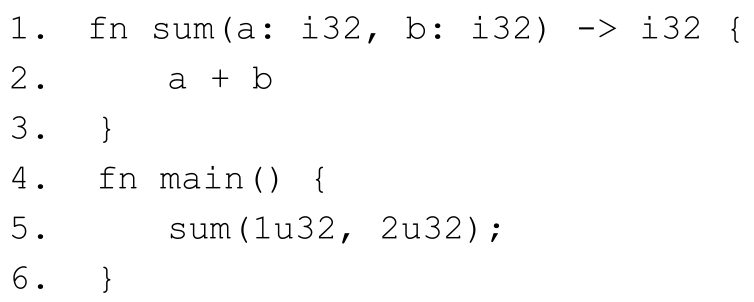 1. fn sum(a: i32, b: i32) -> i32 {
2. a + b
3. }
4. fn main() {
5. sum(1u32, 2u32);
6. }